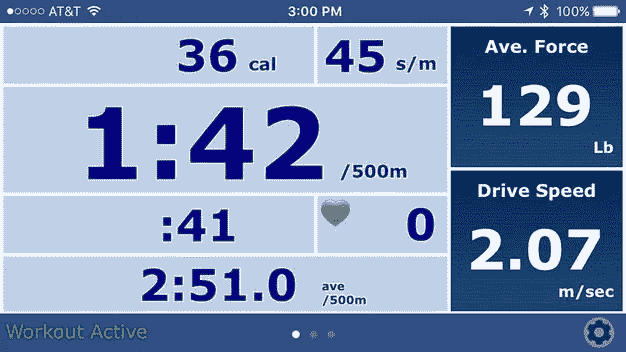 AT&T 3:00 PM 100%
36 cal
45 s/m
1:42 /500m
:41
0
2:51.0 ave /500m
Ave. Force
129
Lb
Drive Speed
2.07
m/sec
Workout Active